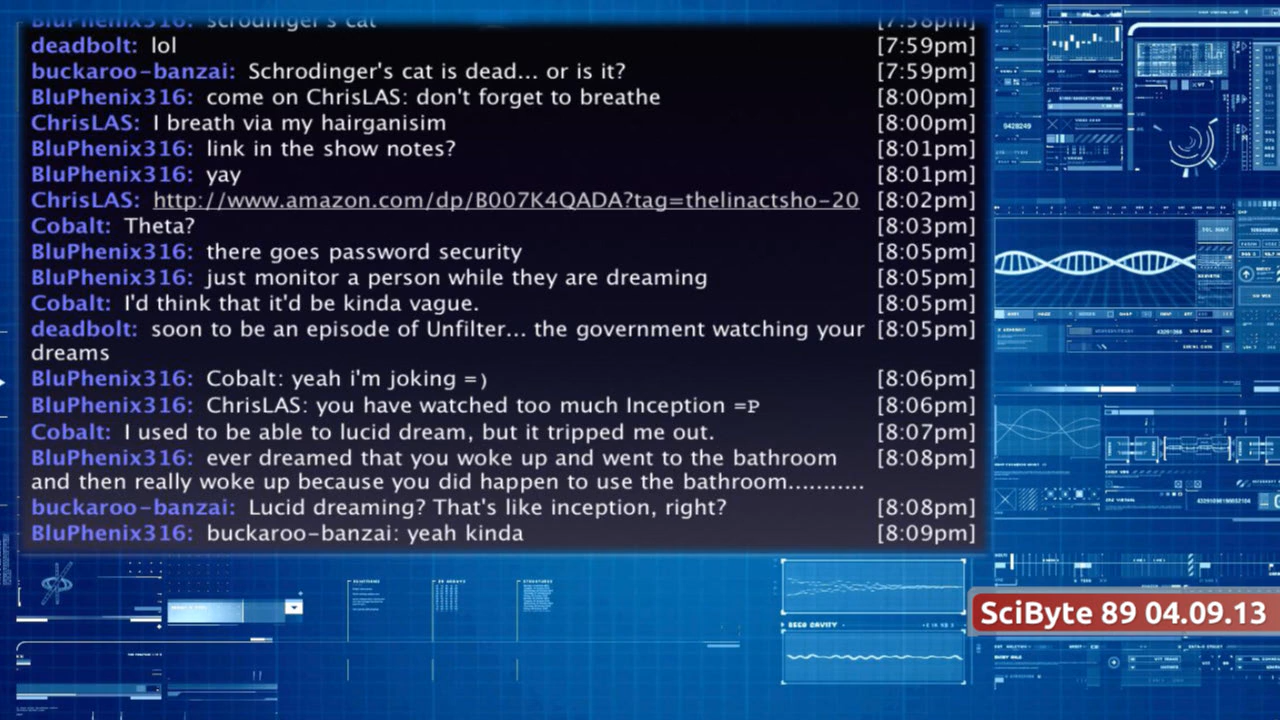 scrodinger's cat [7:58pm]
deadbolt: lol [7:59pm]
buckaroo-banzai: Schrodinger's cat is dead... or is it? [7:59pm]
BluPhenix316: come on ChrisLAS: don't forget to breathe [8:00pm]
ChrisLAS: I breath via my hairganisim [8:00pm]
BluPhenix316: link in the show notes? [8:01pm]
BluPhenix316: yay [8:01pm]
ChrisLAS: http://www.amazon.com/dp/B007K4QADA?tag=thelinactsho-20 [8:02pm]
Cobalt: Theta? [8:03pm]
BluPhenix316: there goes password security [8:05pm]
BluPhenix316: just monitor a person while they are dreaming [8:05pm]
Cobalt: I'd think that it'd be kinda vague. [8:05pm]
deadbolt: soon to be an episode of Unfilter... the government watching your [8:05pm]
dreams
BluPhenix316: Cobalt: yeah i'm joking =) [8:06pm]
BluPhenix316: ChrisLAS: you have watched too much Inception =P [8:06pm]
Cobalt: I used to be able to lucid dream, but it tripped me out. [8:07pm]
BluPhenix316: ever dreamed that you woke up and went to the bathroom [8:08pm]
and then really woke up because you did happen to use the bathroom...........
buckaroo-banzai: Lucid dreaming? That's like inception, right? [8:08pm]
BluPhenix316: buckaroo-banzai: yeah kinda [8:09pm]
SciByte 89 04.09.13